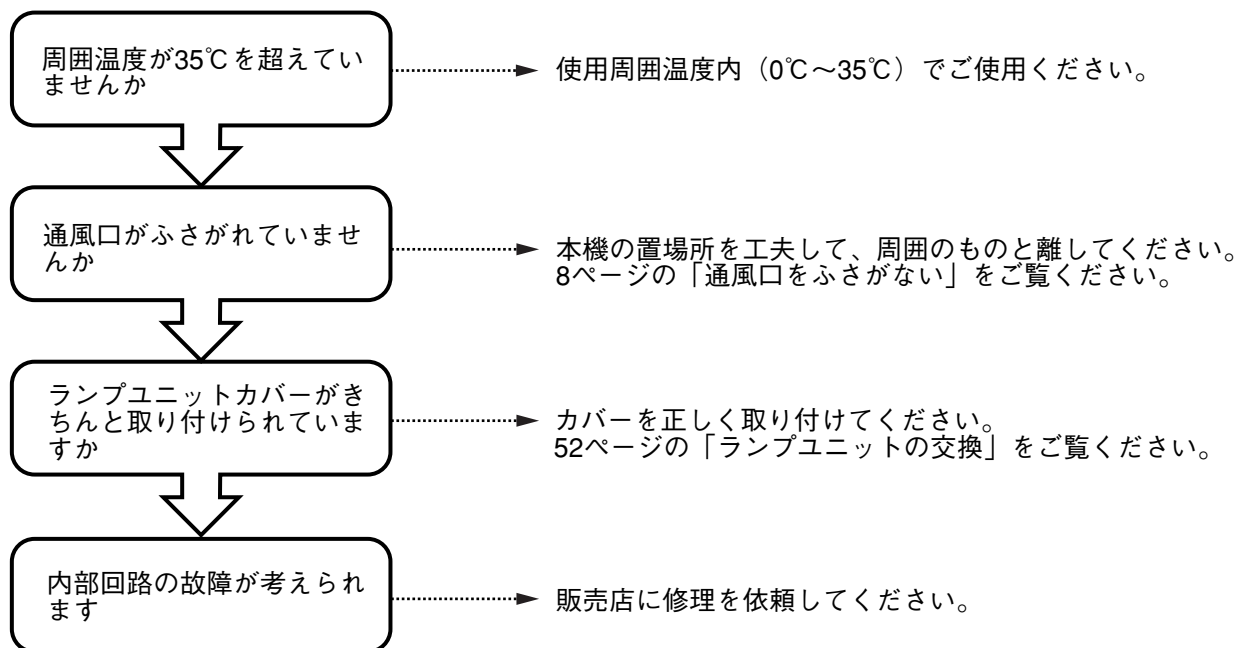 周囲温度が35℃を超えてい
ませんか
使用周囲温度内（0℃～35℃）でご使用ください。
通風口がふさがれていませ
んか
本機の置場所を工夫して、周囲のものと離してください。
8ページの「通風口をふさがない」をご覧ください。
ランプユニットカバーがき
ちんと取り付けられていま
すか
カバーを正しく取り付けてください。
52ページの「ランプユニットの交換」をご覧ください。
内部回路の故障が考えられ
ます
販売店に修理を依頼してください。